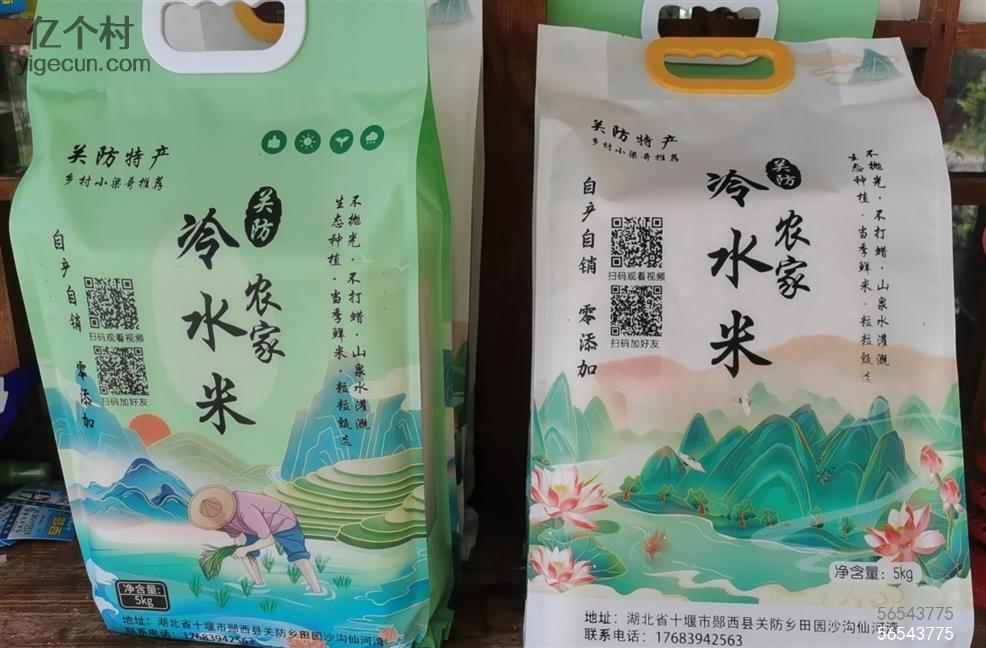 亿个村
yigecun.com
关防特产
乡村小梁哥推荐
关防
农家
冷水米
不抛光·不打蜡·山泉水灌溉
生态种植·当季鲜米·粒粒甄选
自产自销 零添加
扫码观看视频
扫码加好友
净含量:
5kg
地址：湖北省十堰市郧西县关防乡田园沙沟仙河湾
联系电话：17683942563
关防特产
乡村小梁哥推荐
关防
农家
冷水米
不抛光·不打蜡·山泉水灌溉
生态种植·当季鲜米·粒粒甄选
自产自销 零添加
扫码观看视频
扫码加好友
净含量：5kg
地址：湖北省十堰市郧西县关防乡田园沙沟仙河湾
联系电话：17683942563
56543775
56543775